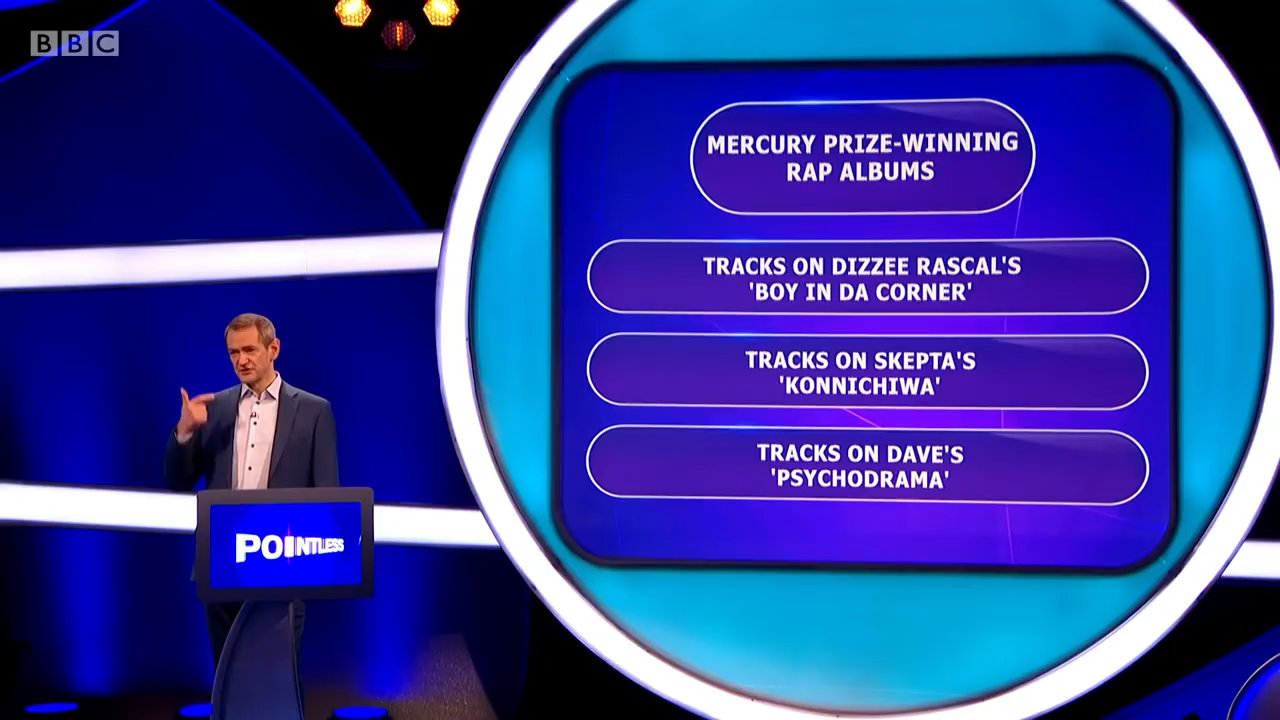 BBC
MERCURY PRIZE-WINNING
RAP ALBUMS
TRACKS ON DIZZEE RASCAL'S
'BOY IN DA CORNER'
TRACKS ON SKEPTA'S
'KONNICHIWA'
TRACKS ON DAVE'S
'PSYCHODRAMA'
POINTLESS